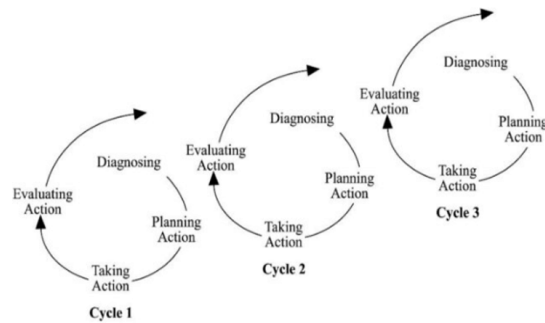 Diagnosing
Evaluating
Action
Planning
Action
Taking
Action
Cycle 1
Diagnosing
Evaluating
Action
Planning
Action
Taking
Action
Cycle 2
Diagnosing
Evaluating
Action
Planning
Action
Taking
Action
Cycle 3